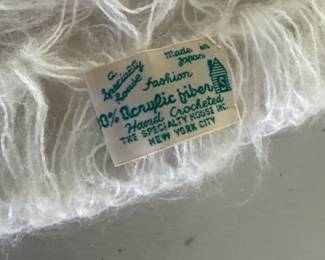 A
Specialty
House
Fashion
Made in
Japan
0% Acrylic fiber
Hand Crocheted
THE SPECIALTY HOUSE INC.
NEW YORK CITY